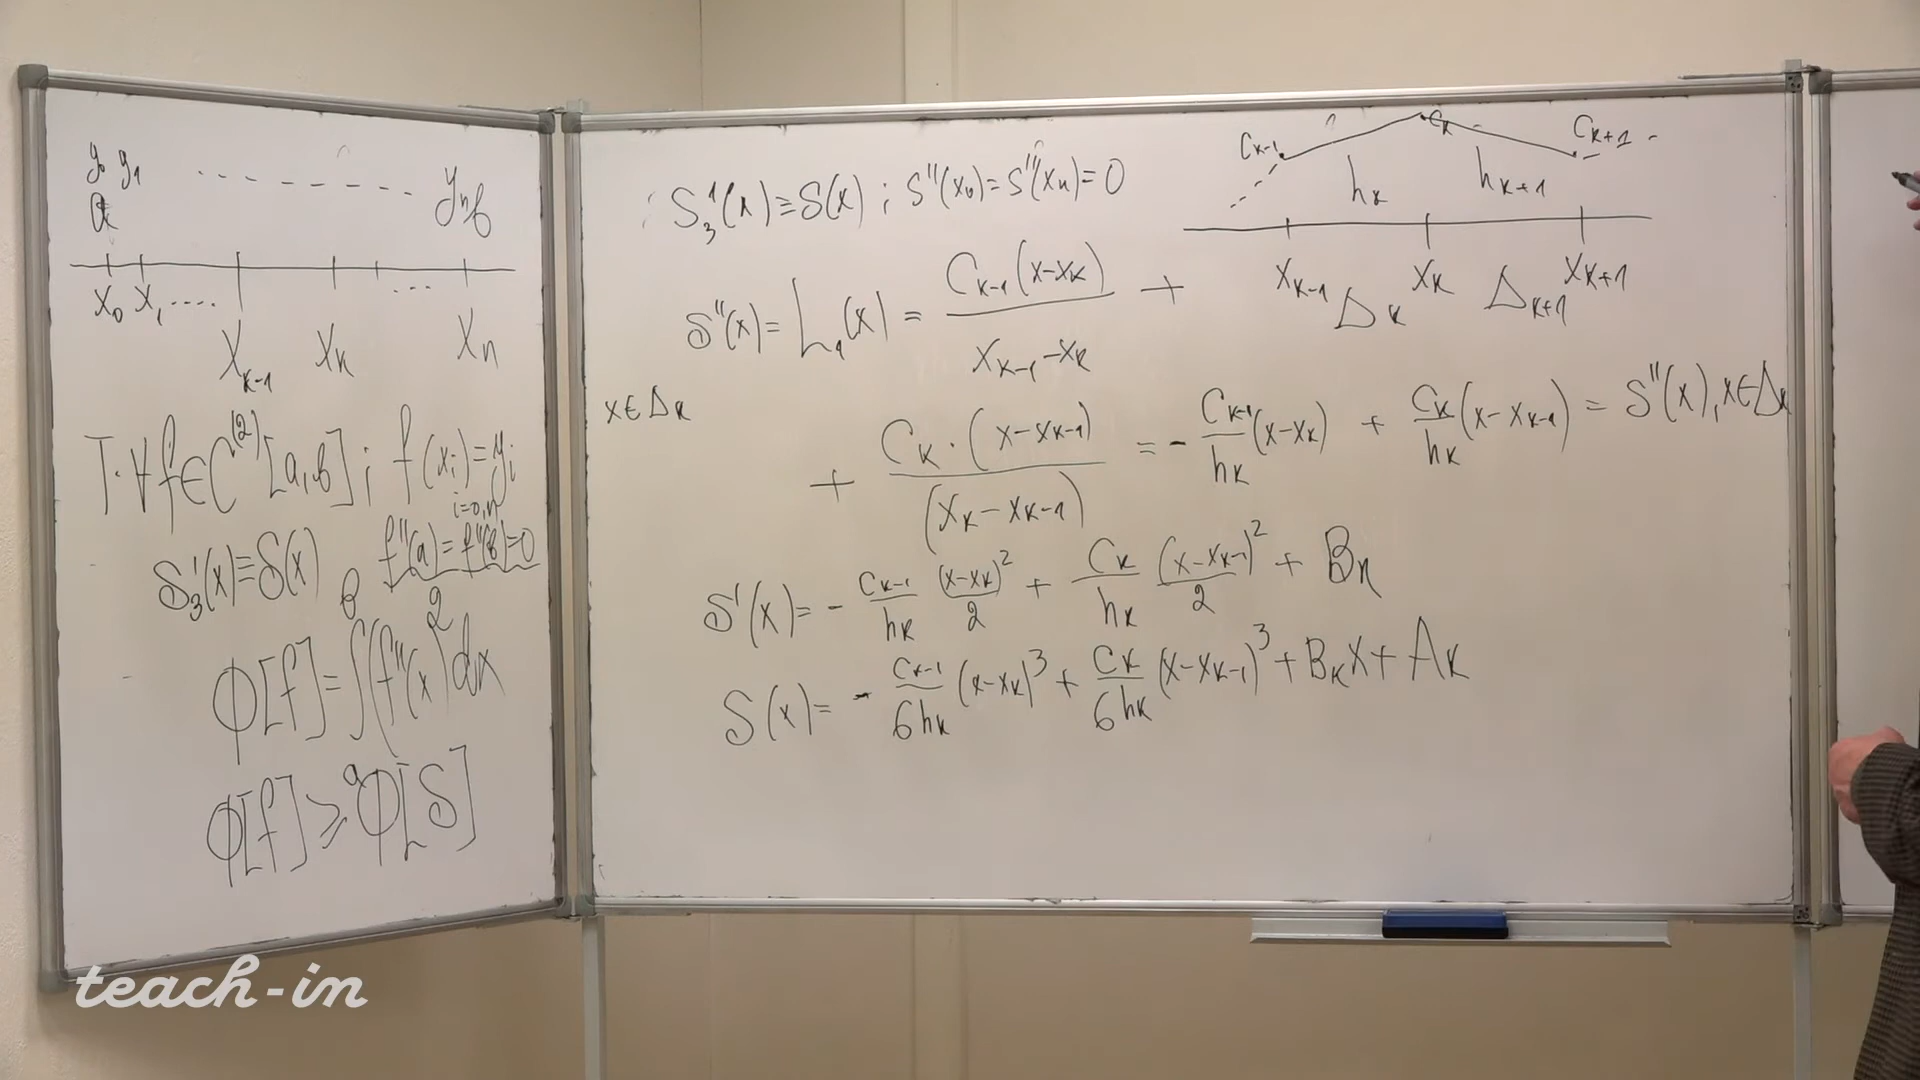 y₀ y₁ - - - - - - yₙ
a b
x₀ x₁ .... xₖ₋₁ xₖ ... xₙ
T. ∀f∈C⁽²⁾[a,b]; f(xᵢ)=yᵢ
i=0,n
S₃¹(x)≡S(x) f''(a)=f''(b)=0
Φ[f]=∫ₐᵇ(f''(x))²dx
Φ[f]⩾Φ[S]
S₃¹(x)≡S(x); S''(x₀)=S''(xₙ)=0
Cₖ₋₁ Cₖ Cₖ₊₁
hₖ hₖ₊₁
xₖ₋₁ Δₖ xₖ Δₖ₊₁ xₖ₊₁
S''(x)=L₁(x)= Cₖ₋₁(x-xₖ)/(xₖ₋₁-xₖ) +
x∈Δₖ
+ Cₖ·(x-xₖ₋₁)/(xₖ-xₖ₋₁) = - Cₖ₋₁/hₖ (x-xₖ) + Cₖ/hₖ (x-xₖ₋₁) = S''(x), x∈Δₖ
S'(x)= - Cₖ₋₁/hₖ (x-xₖ)²/2 + Cₖ/hₖ (x-xₖ₋₁)²/2 + Bₖ
S(x)= - Cₖ₋₁/6hₖ (x-xₖ)³ + Cₖ/6hₖ (x-xₖ₋₁)³ + Bₖx + Aₖ
teach-in